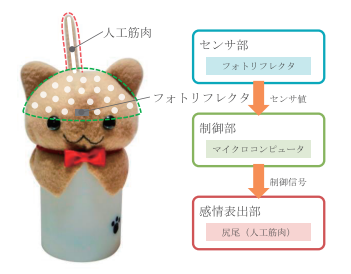 人工筋肉
フォトリフレクタ
センサ部
フォトリフレクタ
センサ値
制御部
マイクロコンピュータ
制御信号
感情表出部
尻尾（人工筋肉）